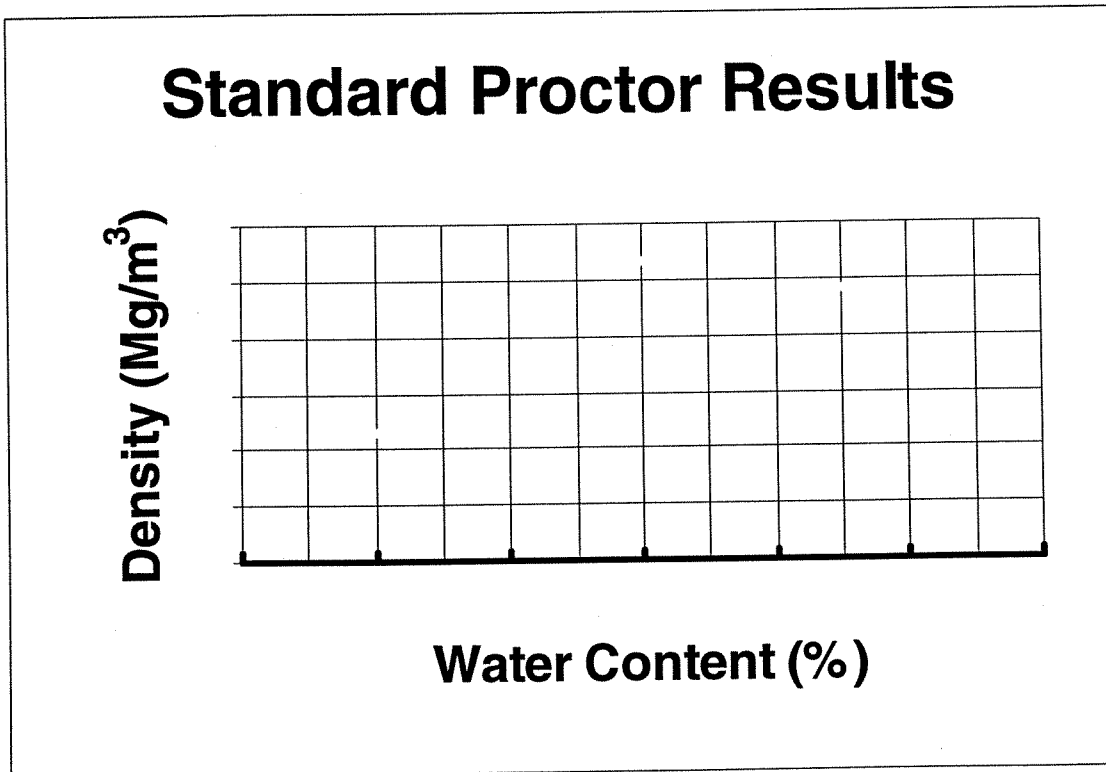 Standard Proctor Results
Density (Mg/m³)
Water Content (%)